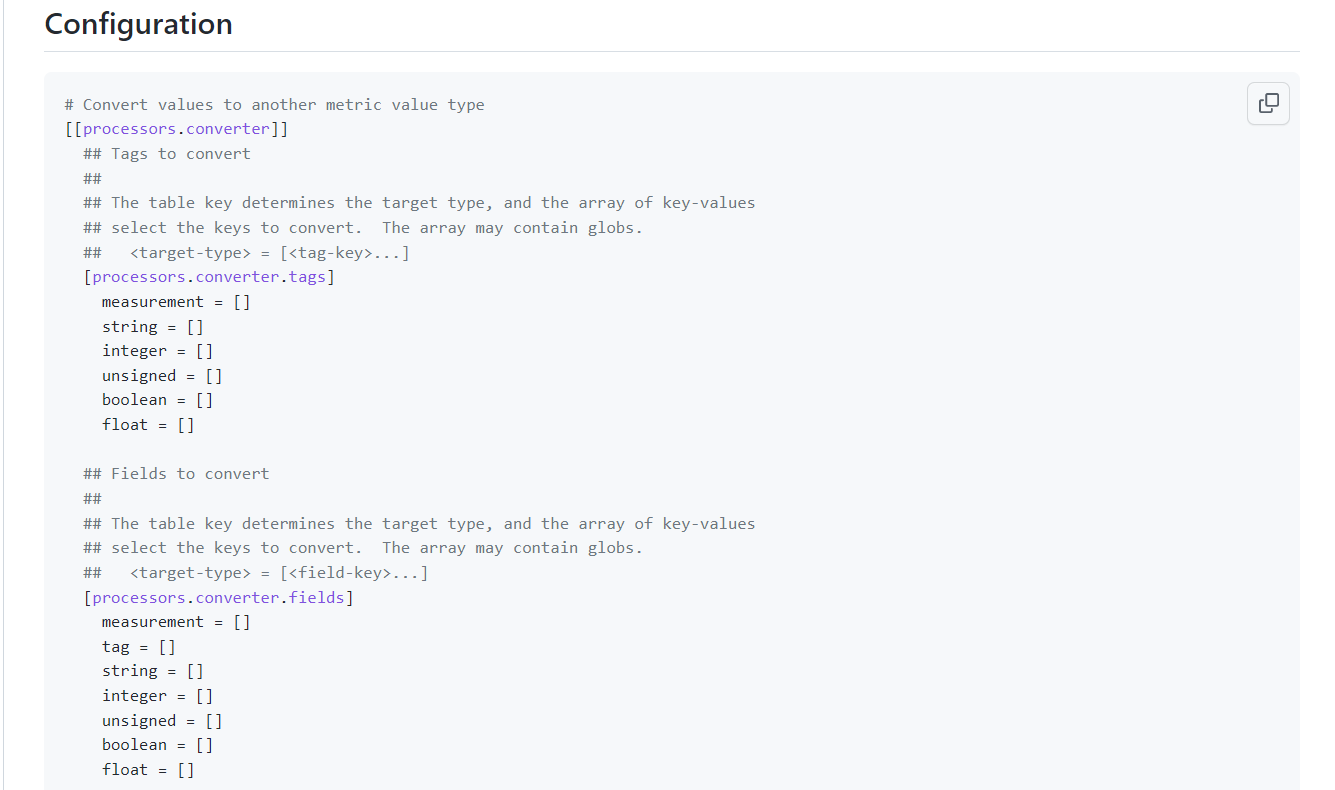 Configuration
# Convert values to another metric value type
[[processors.converter]]
  ## Tags to convert
  ##
  ## The table key determines the target type, and the array of key-values
  ## select the keys to convert.  The array may contain globs.
  ##   <target-type> = [<tag-key>...]
  [processors.converter.tags]
    measurement = []
    string = []
    integer = []
    unsigned = []
    boolean = []
    float = []

  ## Fields to convert
  ##
  ## The table key determines the target type, and the array of key-values
  ## select the keys to convert.  The array may contain globs.
  ##   <target-type> = [<field-key>...]
  [processors.converter.fields]
    measurement = []
    tag = []
    string = []
    integer = []
    unsigned = []
    boolean = []
    float = []